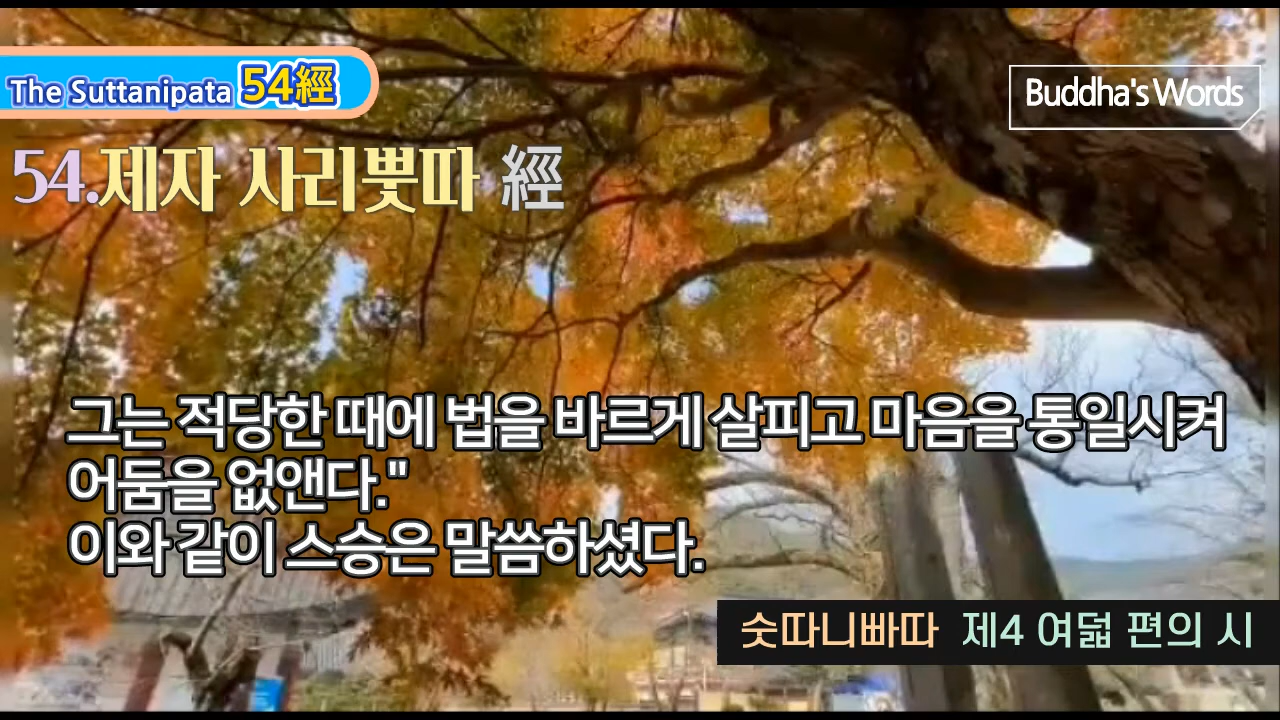 The Suttanipata 54經
Buddha's Words
54.제자 사리뿟따 經
그는 적당한 때에 법을 바르게 살피고 마음을 통일시켜
어둠을 없앤다."
이와 같이 스승은 말씀하셨다.
숫따니빠따 제4 여덟 편의 시